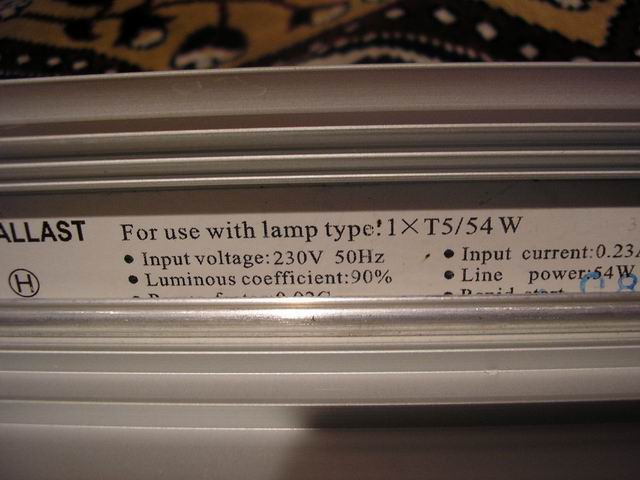 ALLAST
For use with lamp type: 1×T5/54W
• Input voltage:230V 50Hz
• Input current:0.23A
H
• Luminous coefficient:90%
• Line power:54W